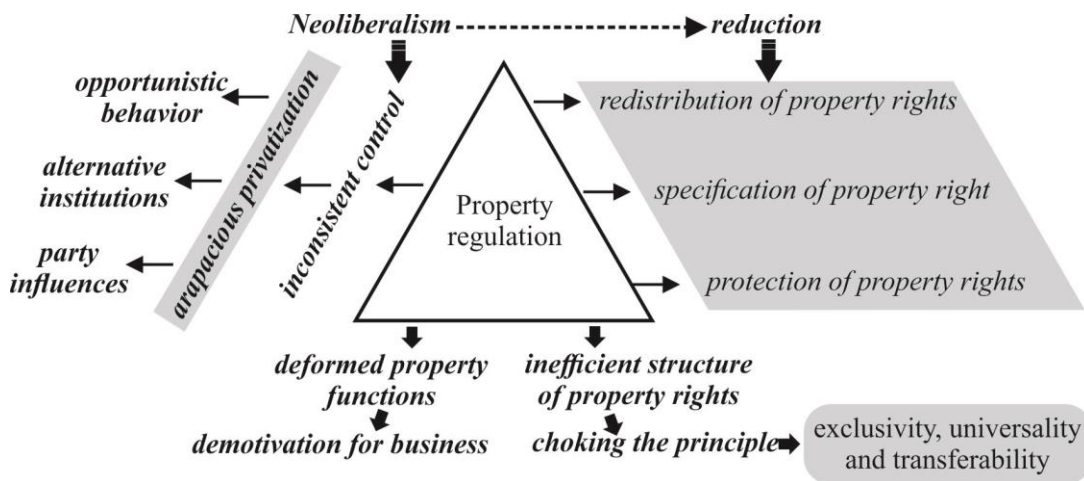 Neoliberalism
reduction
opportunistic
behavior
alternative
institutions
party
influences
arapacious privatization
inconsistent control
Property
regulation
redistribution of property rights
specification of property right
protection of property rights
deformed property
functions
demotivation for business
inefficient structure
of property rights
choking the principle
exclusivity, universality
and transferability